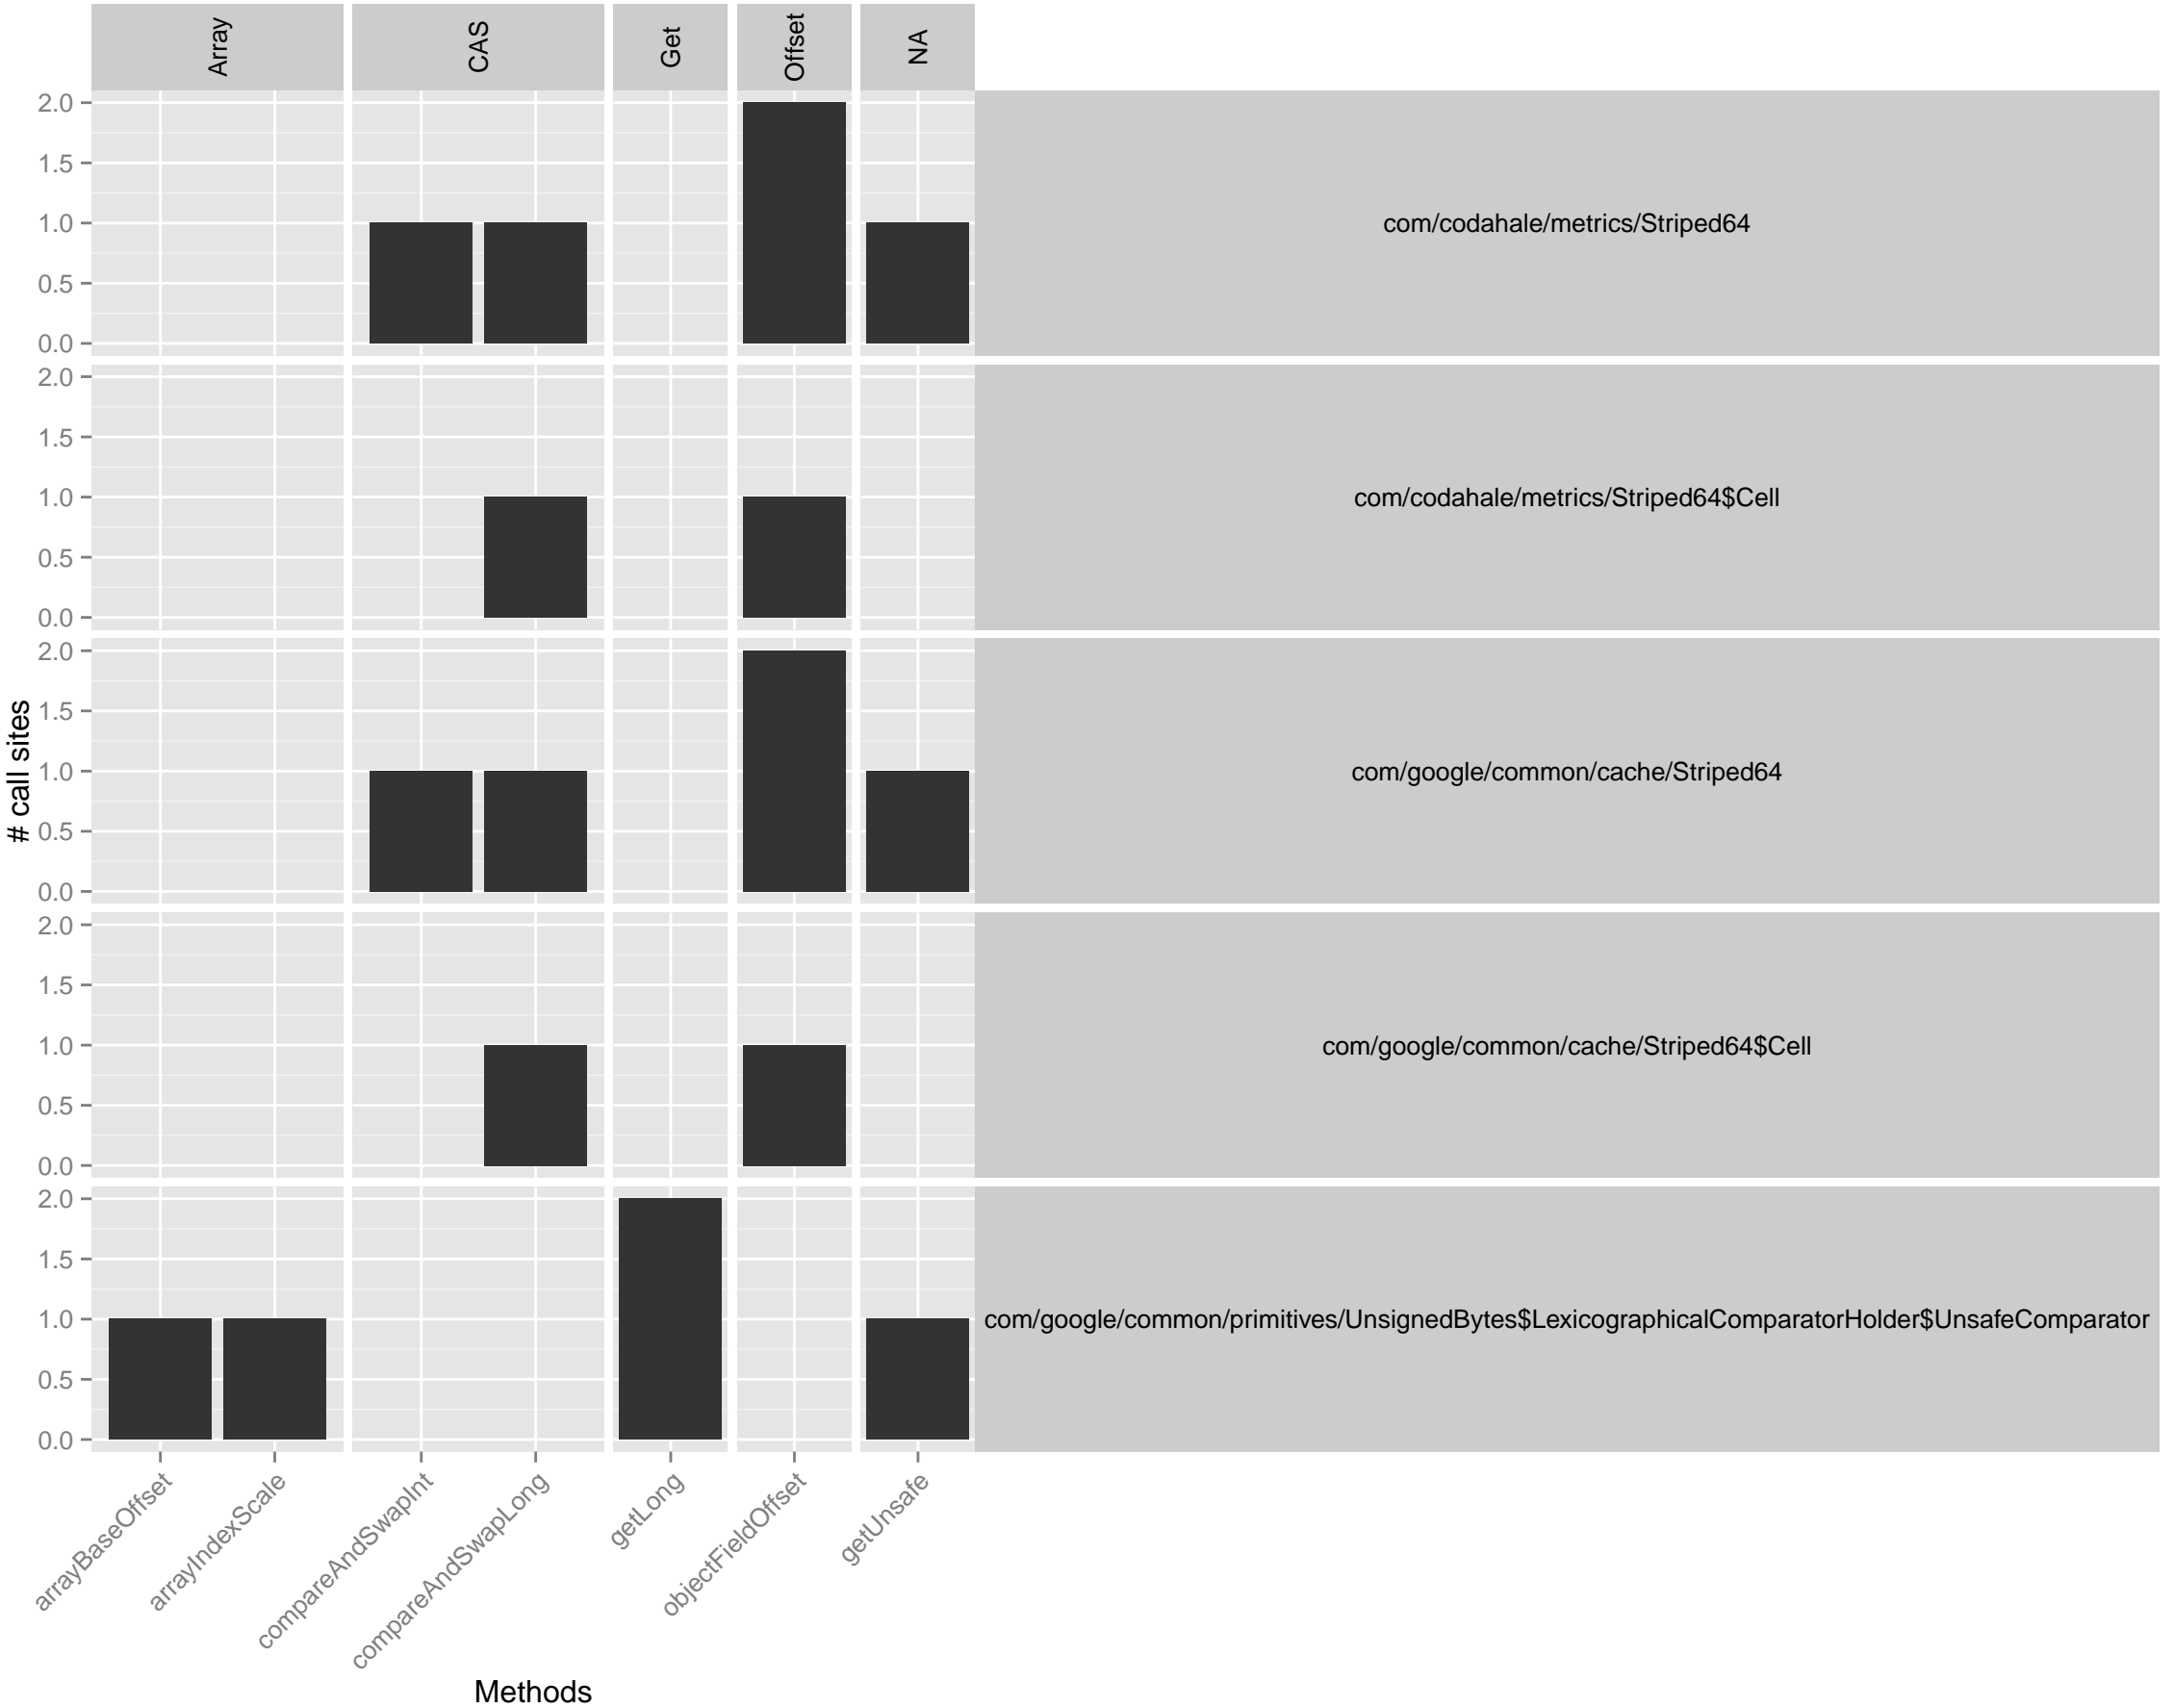 Array
CAS
Get
Offset
NA
2.0
1.5
1.0
0.5
0.0
com/codahale/metrics/Striped64
2.0
1.5
1.0
0.5
0.0
com/codahale/metrics/Striped64$Cell
2.0
1.5
1.0
0.5
0.0
com/google/common/cache/Striped64
2.0
1.5
1.0
0.5
0.0
com/google/common/cache/Striped64$Cell
2.0
1.5
1.0
0.5
0.0
com/google/common/primitives/UnsignedBytes$LexicographicalComparatorHolder$UnsafeComparator
# call sites
arrayBaseOffset
arrayIndexScale
compareAndSwapInt
compareAndSwapLong
getLong
objectFieldOffset
getUnsafe
Methods